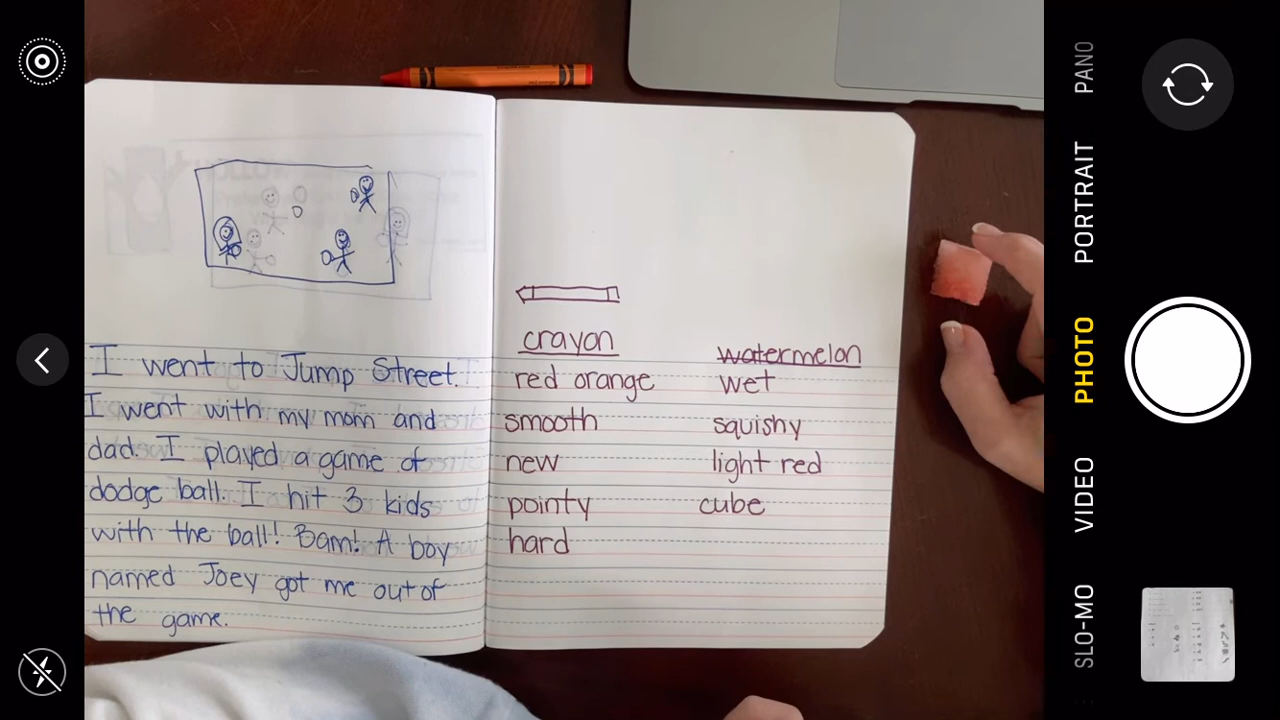 I went to Jump Street.
I went with my mom and
dad. I played a game of
dodge ball. I hit 3 kids
with the ball! Bam! A boy
named Joey got me out of
the game.
crayon
red orange
smooth
new
pointy
hard
watermelon
wet
squishy
light red
cube
PANO
PORTRAIT
PHOTO
VIDEO
SLO-MO